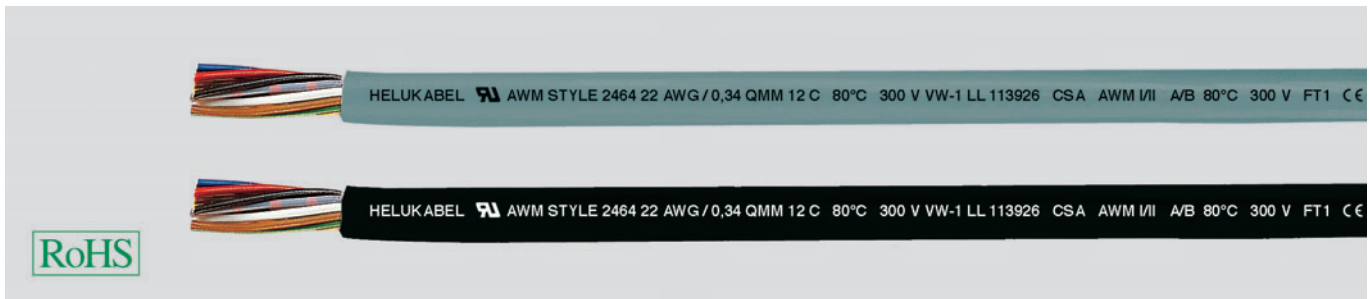 HELUKABEL RU AWM STYLE 2464 22 AWG / 0,34 QMM 12 C 80°C 300 V VW-1 LL 113926 CSA AWM I/II A/B 80°C 300 V FT1 CE
HELUKABEL RU AWM STYLE 2464 22 AWG / 0,34 QMM 12 C 80°C 300 V VW-1 LL 113926 CSA AWM I/II A/B 80°C 300 V FT1 CE
RoHS